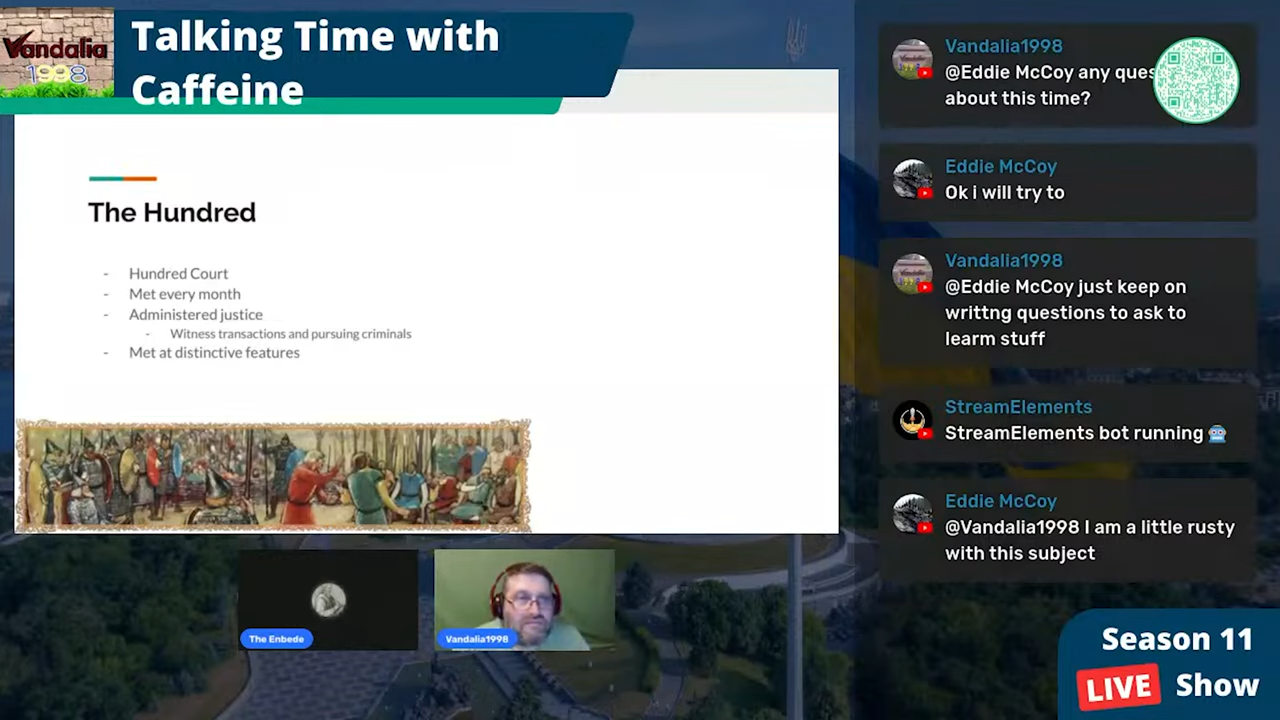 Vandalia
1998
Talking Time with
Caffeine
The Hundred
- Hundred Court
- Met every month
- Administered justice
- Witness transactions and pursuing criminals
- Met at distinctive features
The Enbede
Vandalia1998
Vandalia1998
@Eddie McCoy any ques
about this time?
Eddie McCoy
Ok i will try to
Vandalia1998
@Eddie McCoy just keep on
writtng questions to ask to
learm stuff
StreamElements
StreamElements bot running
Eddie McCoy
@Vandalia1998 I am a little rusty
with this subject
Season 11
LIVE Show